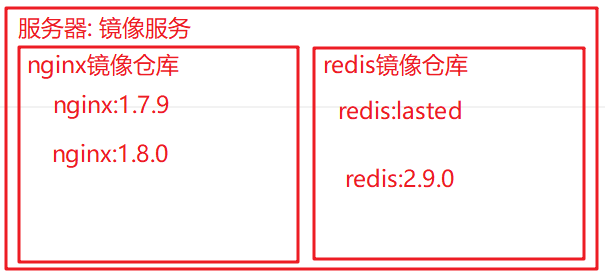 服务器: 镜像服务
nginx镜像仓库
nginx:1.7.9
nginx:1.8.0
redis镜像仓库
redis:lasted
redis:2.9.0